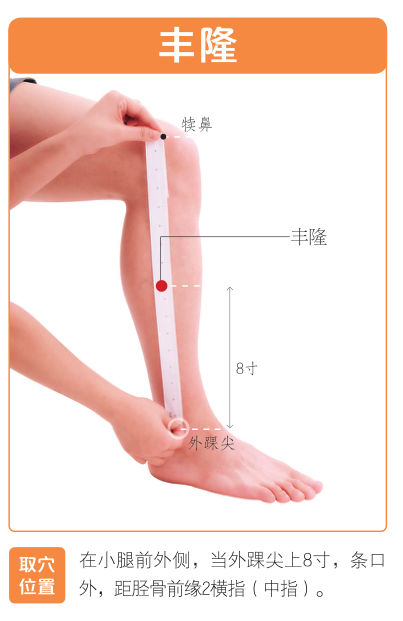 丰隆
犊鼻
丰隆
8寸
外踝尖
取穴
位置
在小腿前外侧，当外踝尖上8寸，条口
外，距胫骨前缘2横指（中指）。